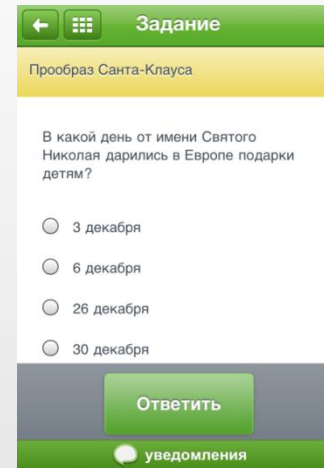 Задание
Прообраз Санта-Клауса
В какой день от имени Святого
Николая дарились в Европе подарки
детям?
3 декабря
6 декабря
26 декабря
30 декабря
Ответить
уведомления